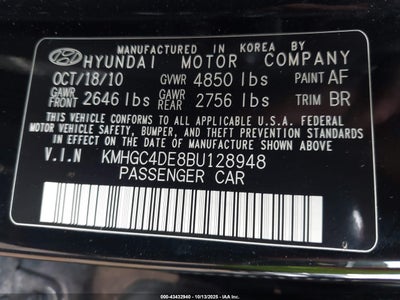 MANUFACTURED IN KOREA BY
HYUNDAI MOTOR COMPANY
OCT/18/10 GVWR 4850 lbs PAINT AF
GAWR FRONT 2646 lbs GAWR REAR 2756 lbs TRIM BR
THIS VEHICLE CONFORMS TO ALL APPLICABLE U.S.A. FEDERAL
MOTOR VEHICLE SAFETY, BUMPER, AND THEFT PREVENTION
STANDARDS IN EFFECT ON THE DATE OF MANUFACTURE SHOWN ABOVE.
V.I.N KMHGC4DE8BU128948
PASSENGER CAR
000-43432940 - 10/13/2025 - IAA Inc.